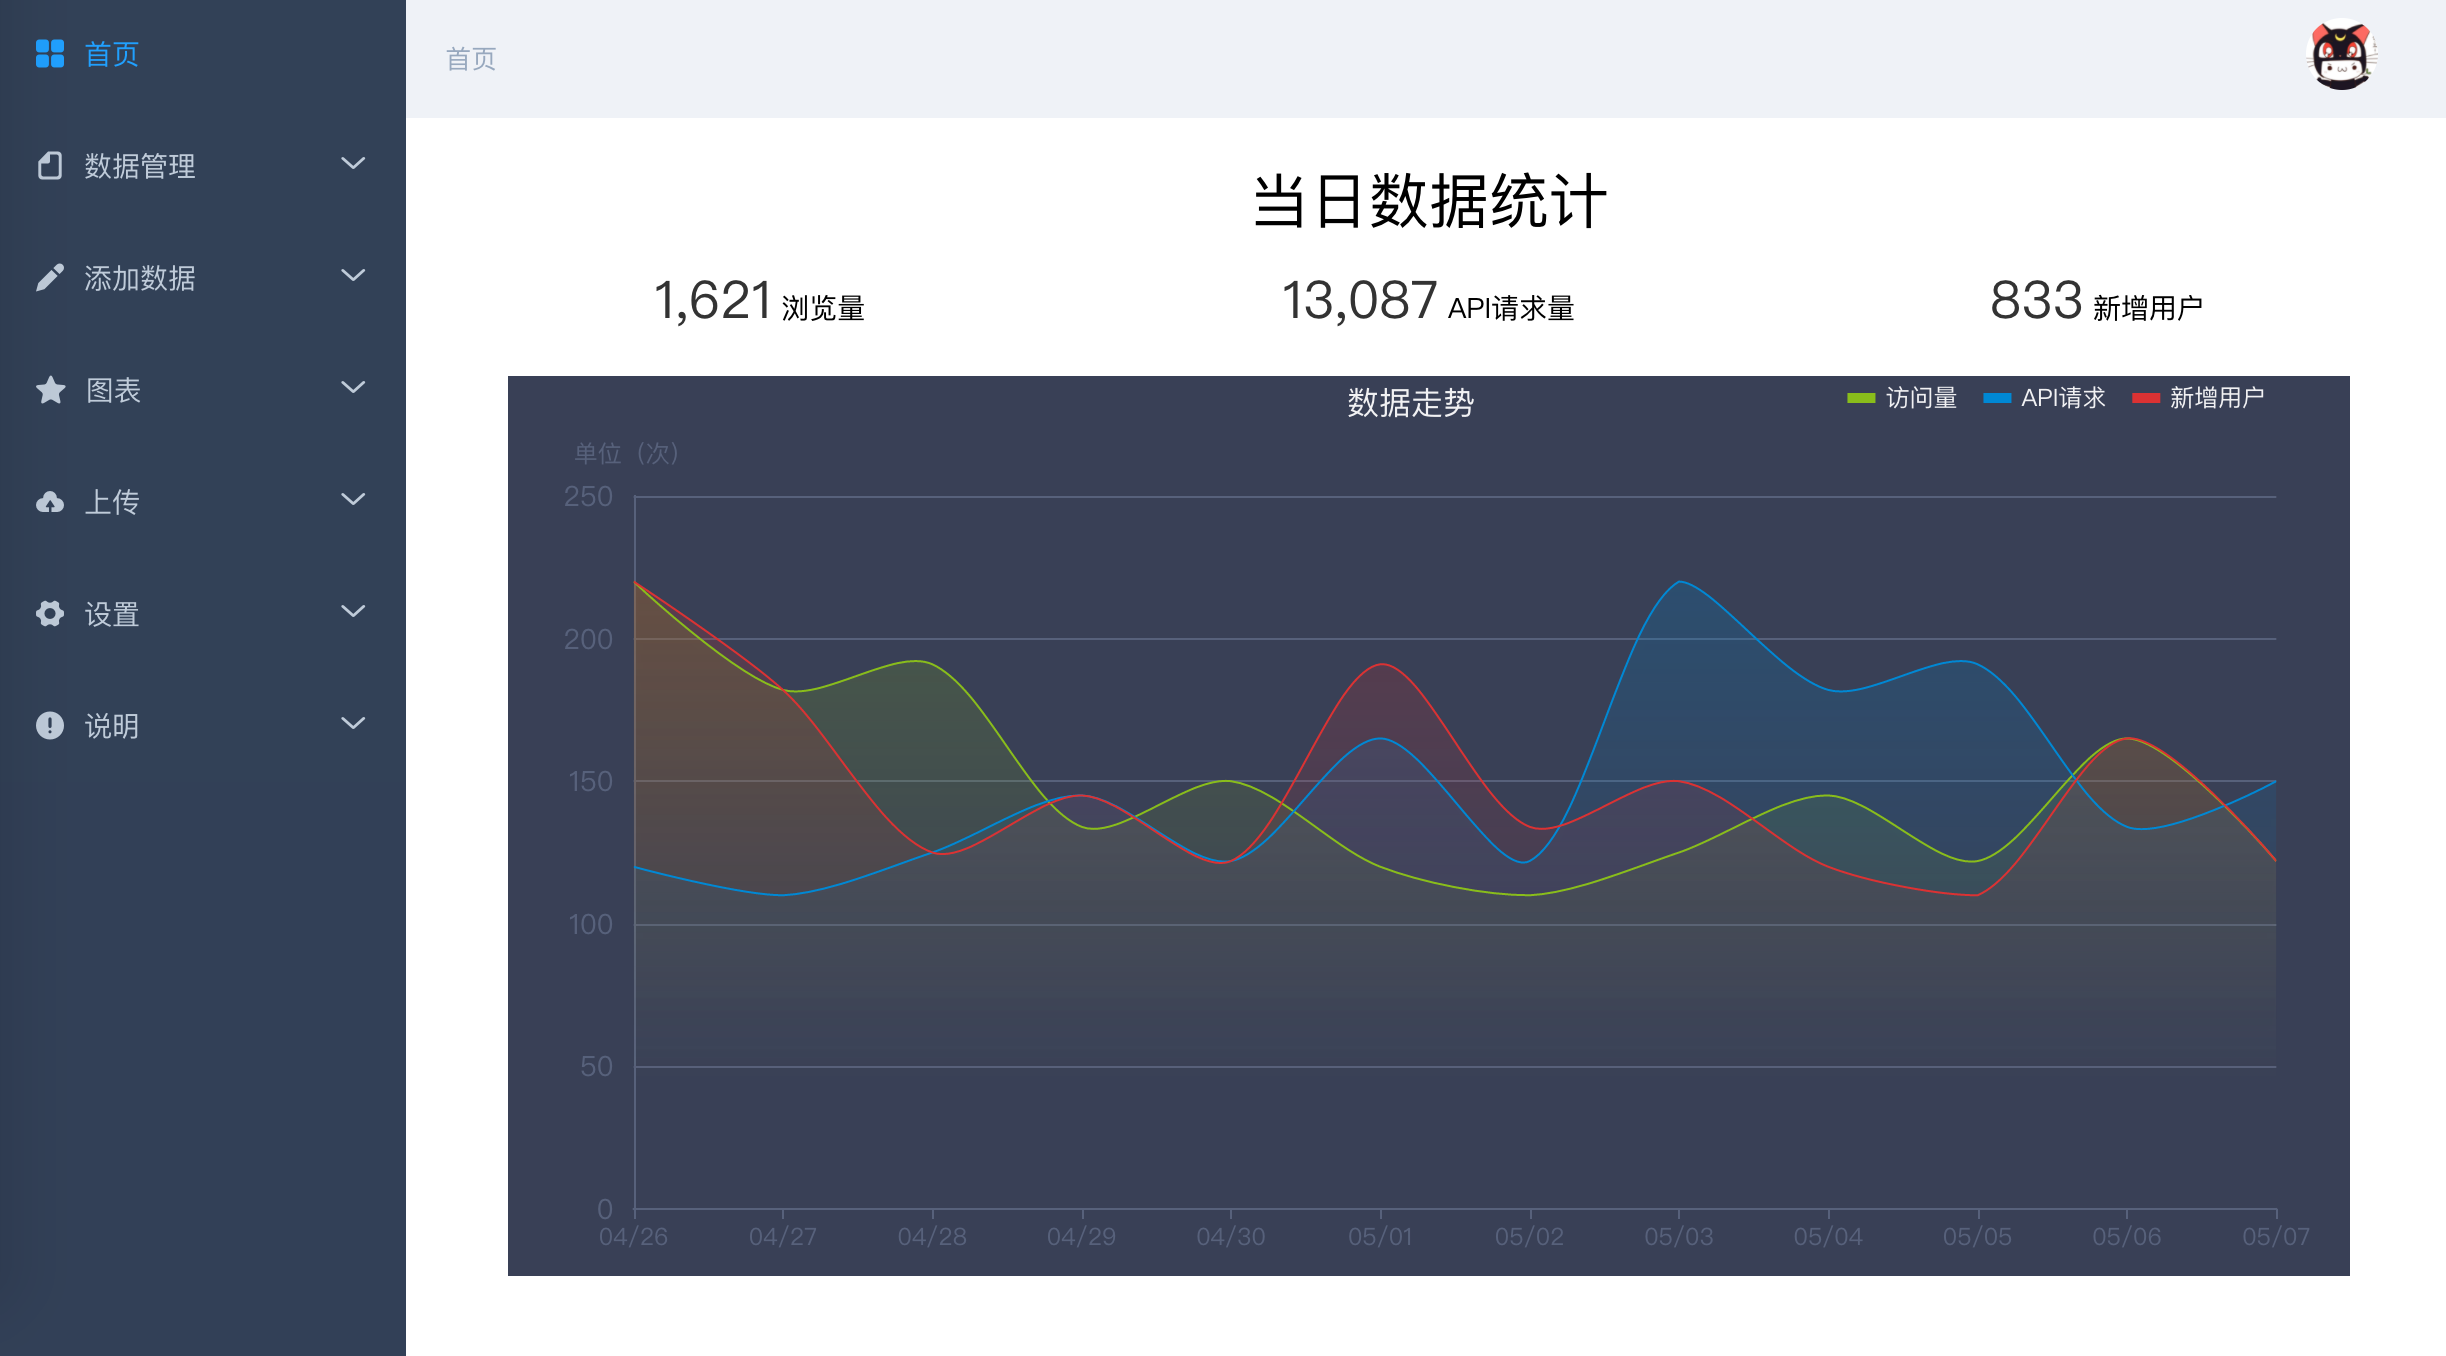 首页
数据管理
添加数据
图表
上传
设置
说明
首页
当日数据统计
1,621 浏览量
13,087 API请求量
833 新增用户
数据走势
访问量 API请求 新增用户
单位（次）
250
200
150
100
50
0
04/26 04/27 04/28 04/29 04/30 05/01 05/02 05/03 05/04 05/05 05/06 05/07